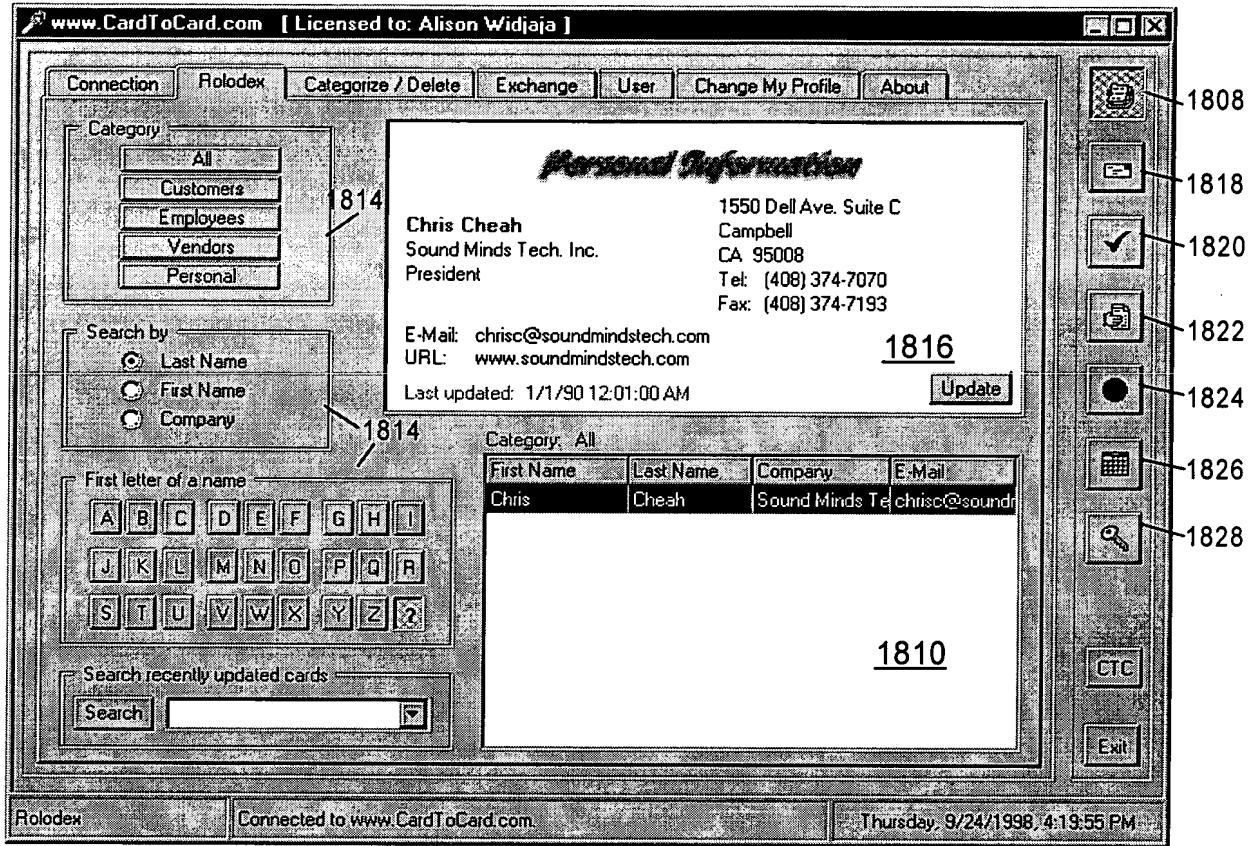 www.CardToCard.com [ Licensed to: Alison Widjaja ]
Connection Rolodex Categorize / Delete Exchange User Change My Profile About
Category
All
Customers
Employees
Vendors
Personal
1814
Search by
Last Name
First Name
Company
1814
First letter of a name
A B C D E F G H I
J K L M N O P Q R
S T U V W X Y Z ?
Search recently updated cards
Search
Personal Information
Chris Cheah
Sound Minds Tech. Inc.
President
1550 Dell Ave. Suite C
Campbell
CA 95008
Tel: (408) 374-7070
Fax: (408) 374-7193
E-Mail: chrisc@soundmindstech.com
URL: www.soundmindstech.com
1816
Last updated: 1/1/90 12:01:00 AM
Update
Category: All
First Name Last Name Company E-Mail
Chris Cheah Sound Minds Te chrisc@soundr
1810
1808
1818
1820
1822
1824
1826
1828
CTC
Exit
Rolodex Connected to www.CardToCard.com. Thursday, 9/24/1998, 4:19:55 PM